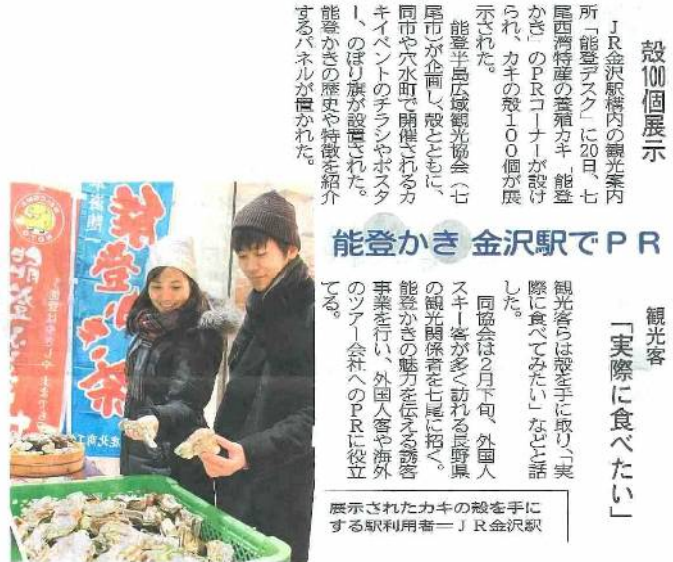 殻100個展示
ＪＲ金沢駅構内の観光案内
所「能登デスク」に20日、七
尾西湾特産の養殖カキ「能登
かき」のＰＲコーナーが設け
られ、カキの殻１００個が展
示された。
能登半島広域観光協会（七
尾市）が企画し、殻とともに、
同市や穴水町で開催されるカ
キイベントのチラシやポスタ
ー、のぼり旗が設置された。
能登かきの歴史や特徴を紹介
するパネルが置かれた。
能登かき 金沢駅でＰＲ
観光客
「実際に食べたい」
観光客らは殻を手に取り、「実
際に食べてみたい」などと話
した。
同協会は２月下旬、外国人
スキー客が多く訪れる長野県
の観光関係者を七尾に招く。
能登かきの魅力を伝える誘客
事業を行い、外国人客や海外
のツアー会社へのＰＲに役立
てる。
能登かき祭
展示されたカキの殻を手に
する駅利用者＝ＪＲ金沢駅